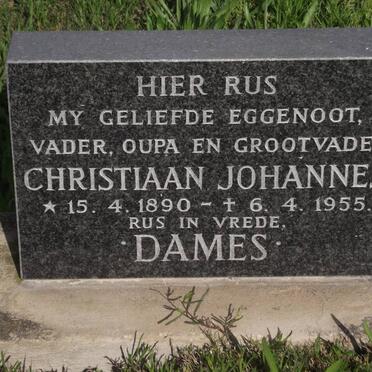 HIER RUS
MY GELIEFDE EGGENOOT,
VADER, OUPA EN GROOTVADE
CHRISTIAAN JOHANNE
★ 15. 4. 1890 - ✝ 6. 4. 1955.
RUS IN VREDE.
· DAMES ·